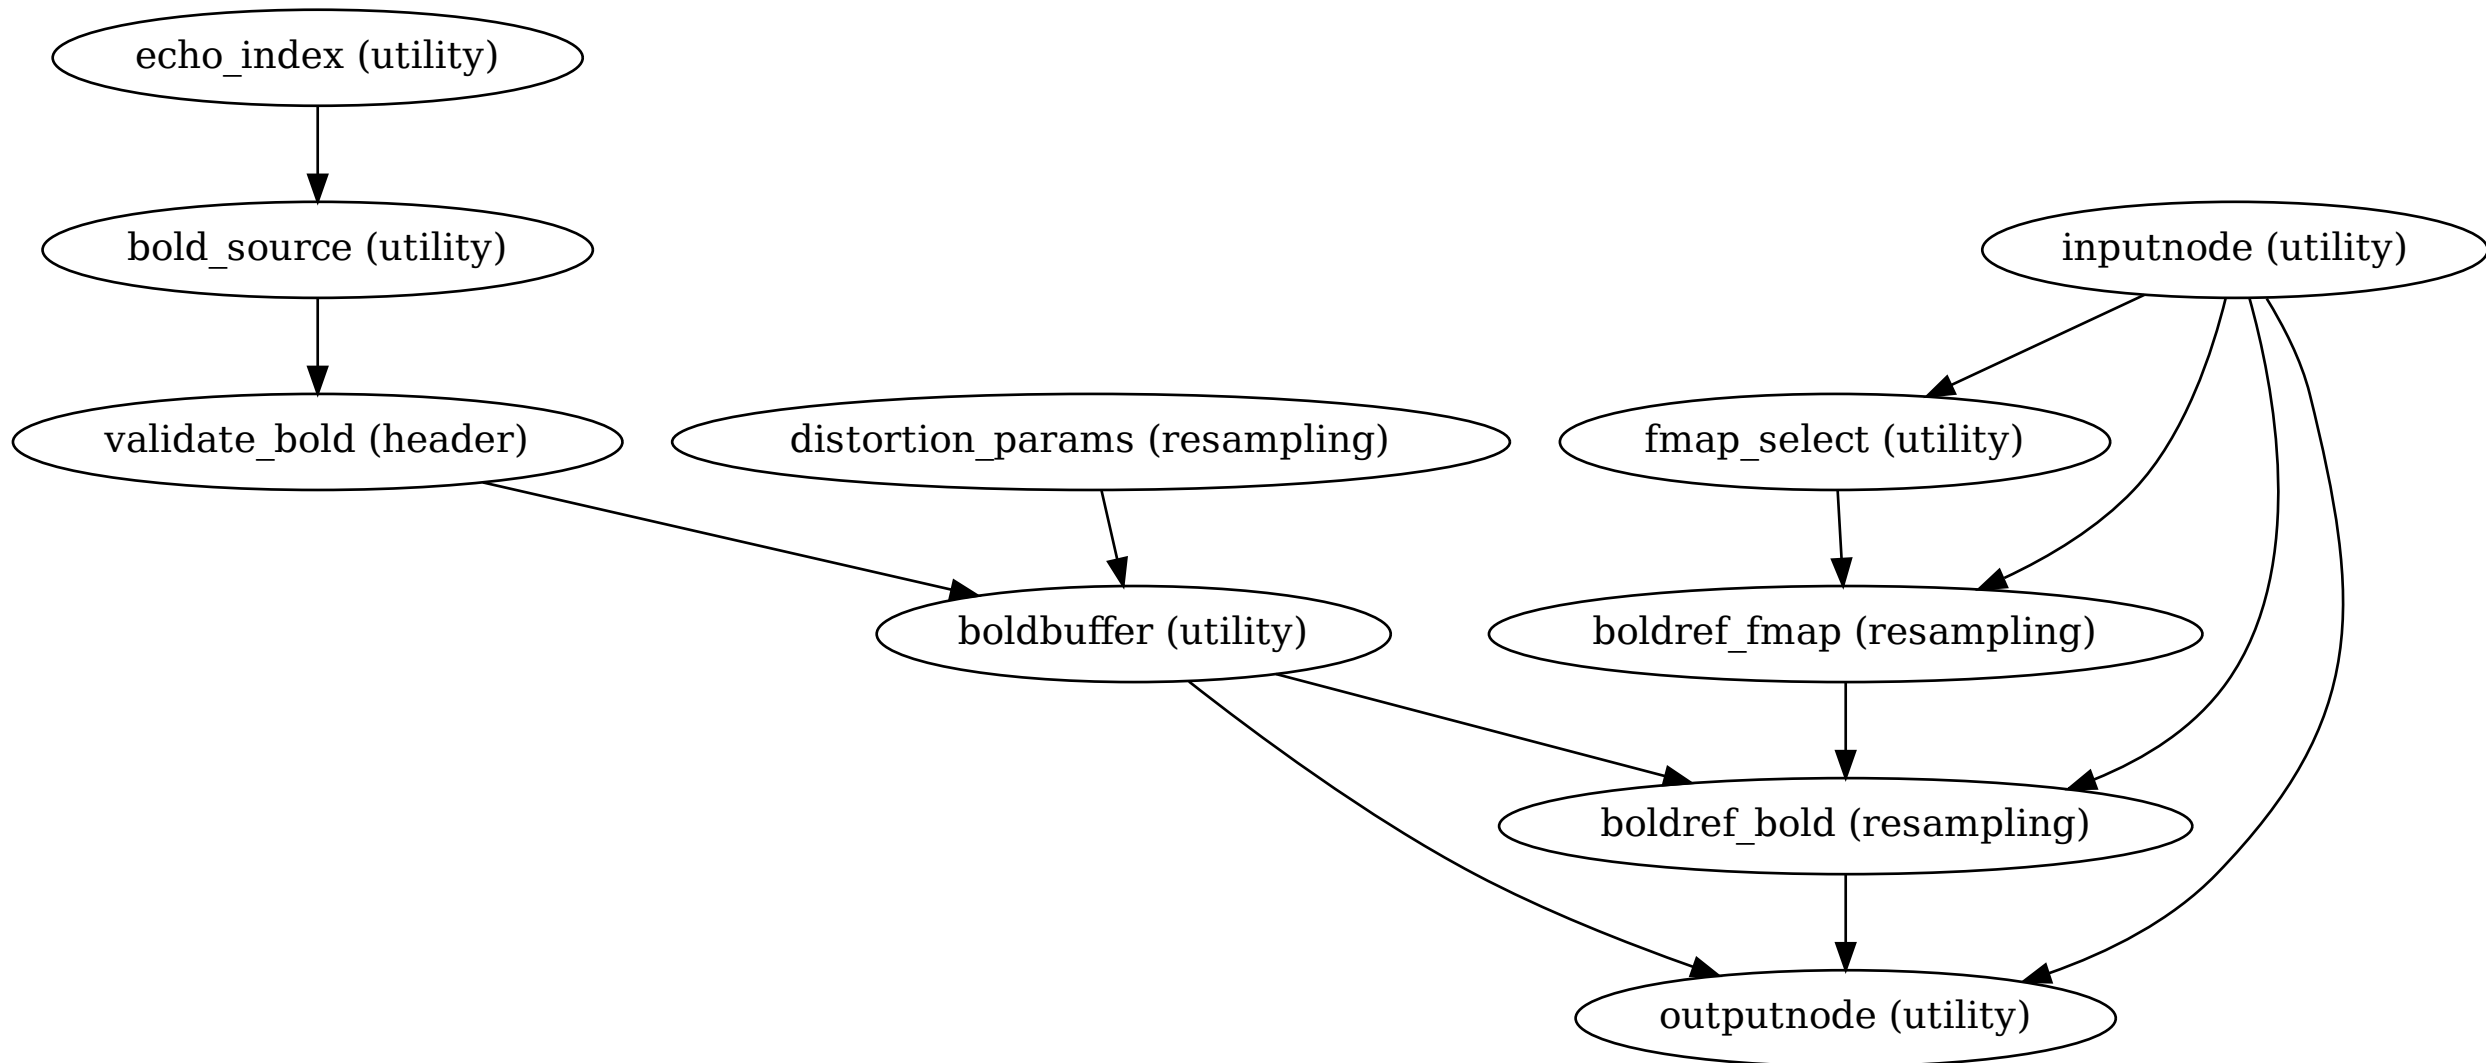 echo_index (utility)
bold_source (utility)
inputnode (utility)
validate_bold (header)
distortion_params (resampling)
fmap_select (utility)
boldbuffer (utility)
boldref_fmap (resampling)
boldref_bold (resampling)
outputnode (utility)